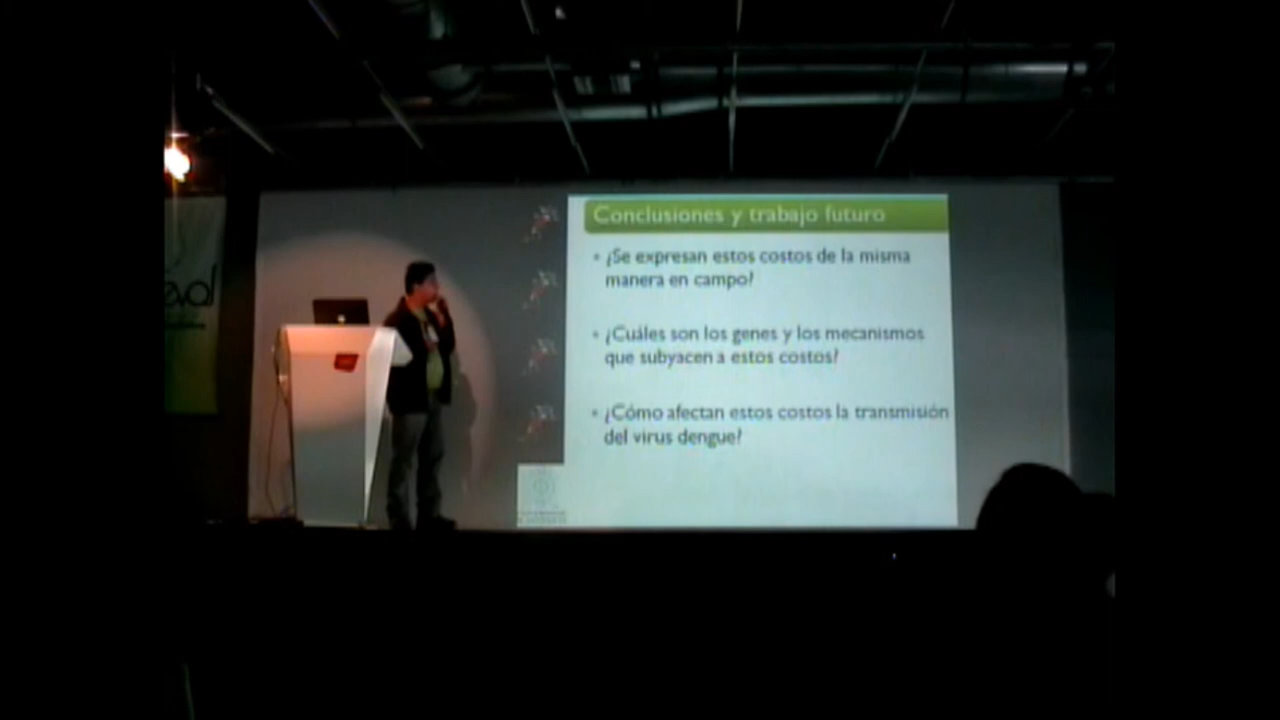 Conclusiones y trabajo futuro
• ¿Se expresan estos costos de la misma
manera en campo?
• ¿Cuáles son los genes y los mecanismos
que subyacen a estos costos?
• ¿Cómo afectan estos costos la transmisión
del virus dengue?